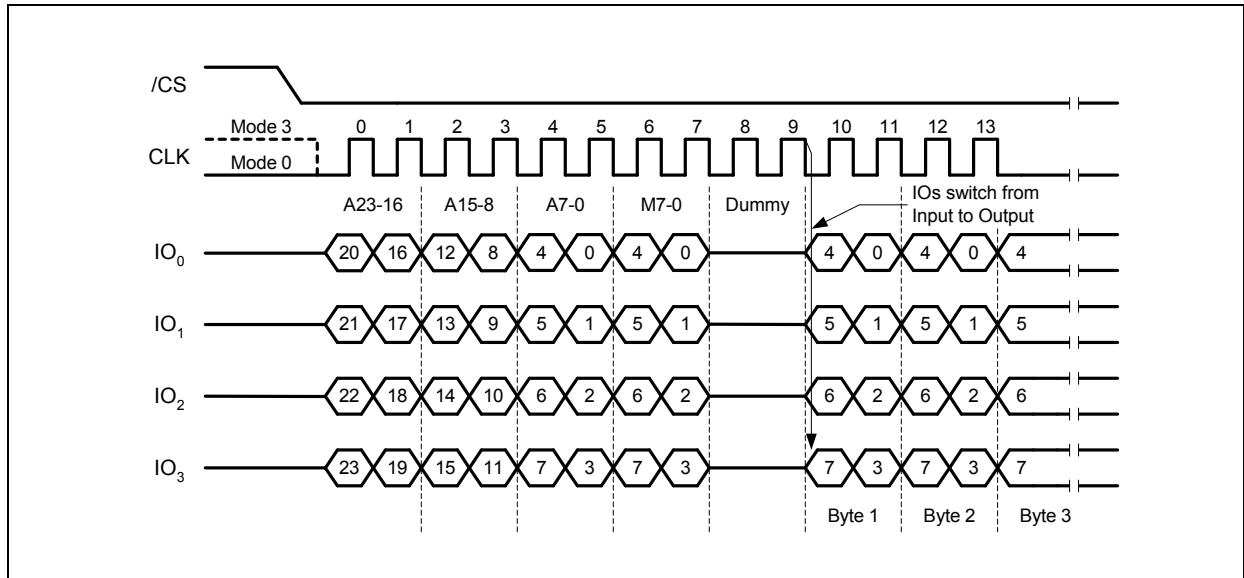 /CS
Mode 3 0 1 2 3 4 5 6 7 8 9 10 11 12 13
CLK
Mode 0
A23-16 A15-8 A7-0 M7-0 Dummy
IOs switch from
Input to Output
IO0 20 16 12 8 4 0 4 0 4 0 4 0 4
IO1 21 17 13 9 5 1 5 1 5 1 5 1 5
IO2 22 18 14 10 6 2 6 2 6 2 6 2 6
IO3 23 19 15 11 7 3 7 3 7 3 7 3 7
Byte 1 Byte 2 Byte 3